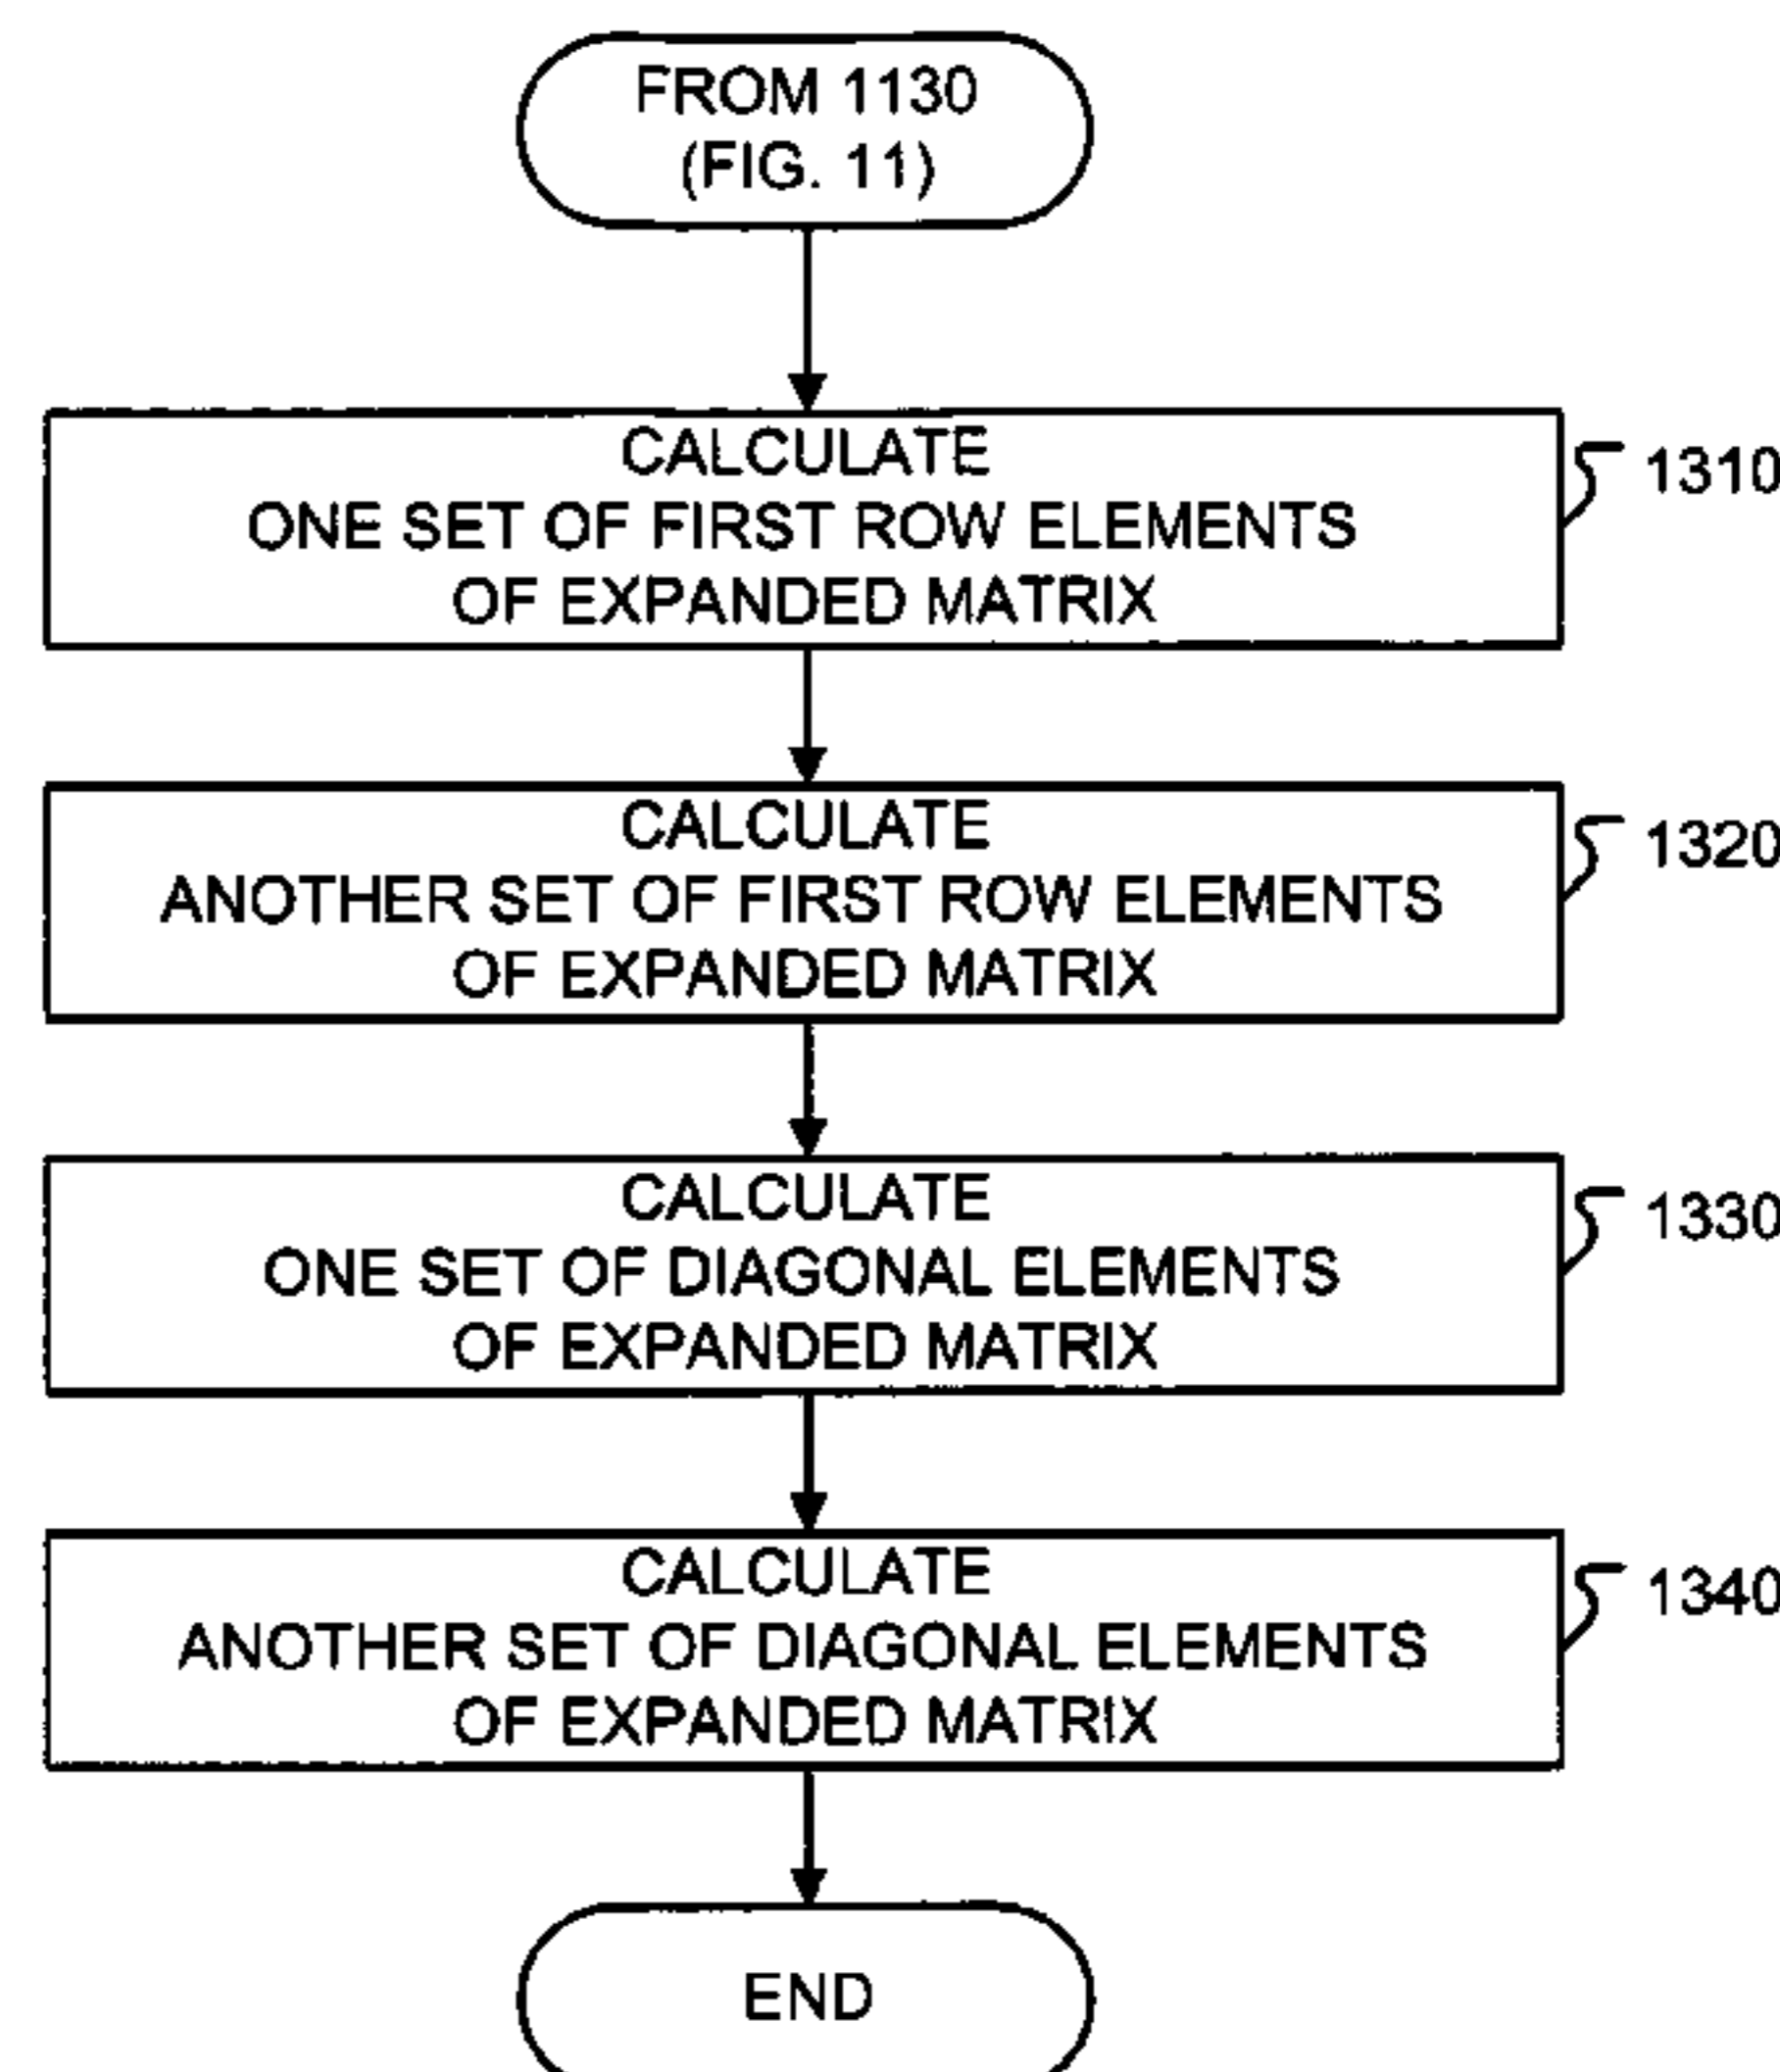 FROM 1130
(FIG. 11)
CALCULATE
ONE SET OF FIRST ROW ELEMENTS
OF EXPANDED MATRIX
1310
CALCULATE
ANOTHER SET OF FIRST ROW ELEMENTS
OF EXPANDED MATRIX
1320
CALCULATE
ONE SET OF DIAGONAL ELEMENTS
OF EXPANDED MATRIX
1330
CALCULATE
ANOTHER SET OF DIAGONAL ELEMENTS
OF EXPANDED MATRIX
1340
END